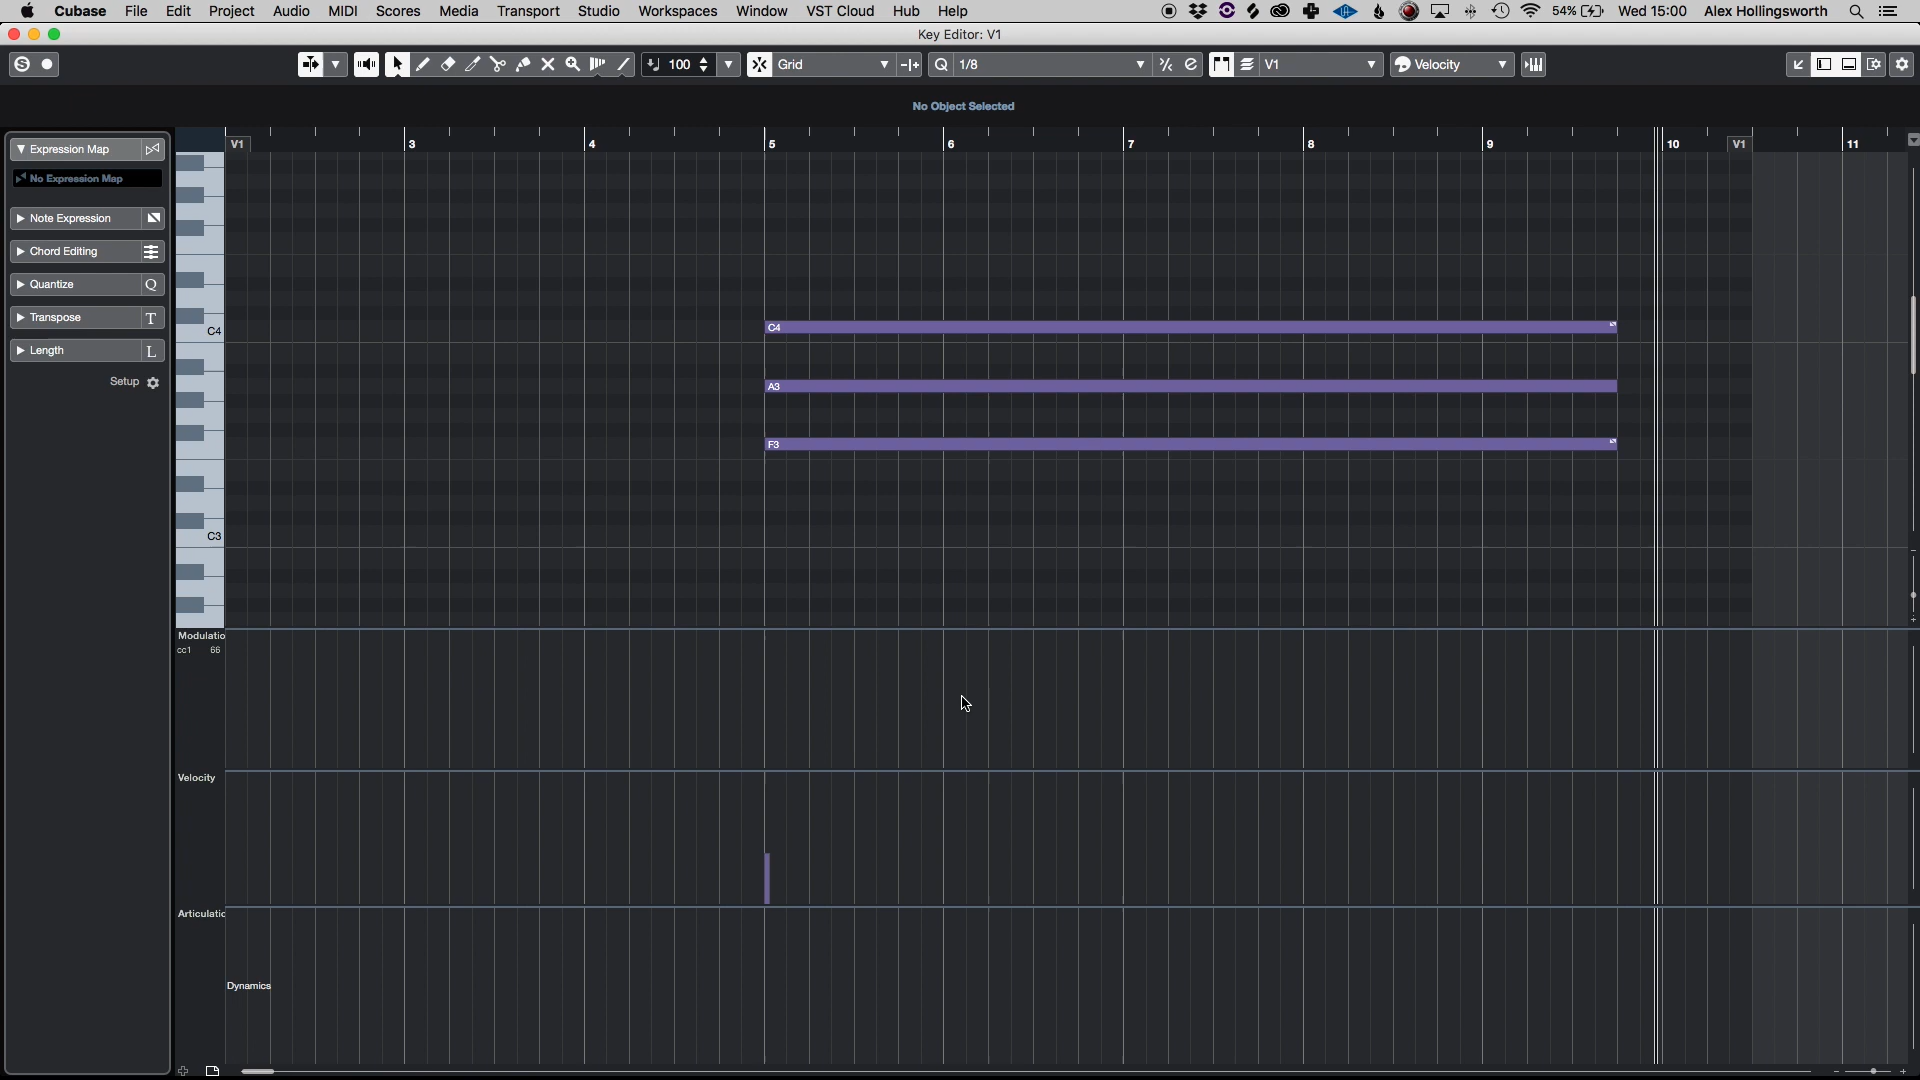 Cubase File Edit Project Audio MIDI Scores Media Transport Studio Workspaces Window VST Cloud Hub Help 54% Wed 15:00 Alex Hollingsworth
Key Editor: V1
S 100 Grid Q 1/8 V1 Velocity
No Object Selected
Expression Map
No Expression Map
Note Expression
Chord Editing
Quantize Q
Transpose T
Length L
Setup
V1 3 4 5 6 7 8 9 10 V1 11
C4 C4
A3
F3
C3
Modulatio
cc1 66
Velocity
Articulatic
Dynamics